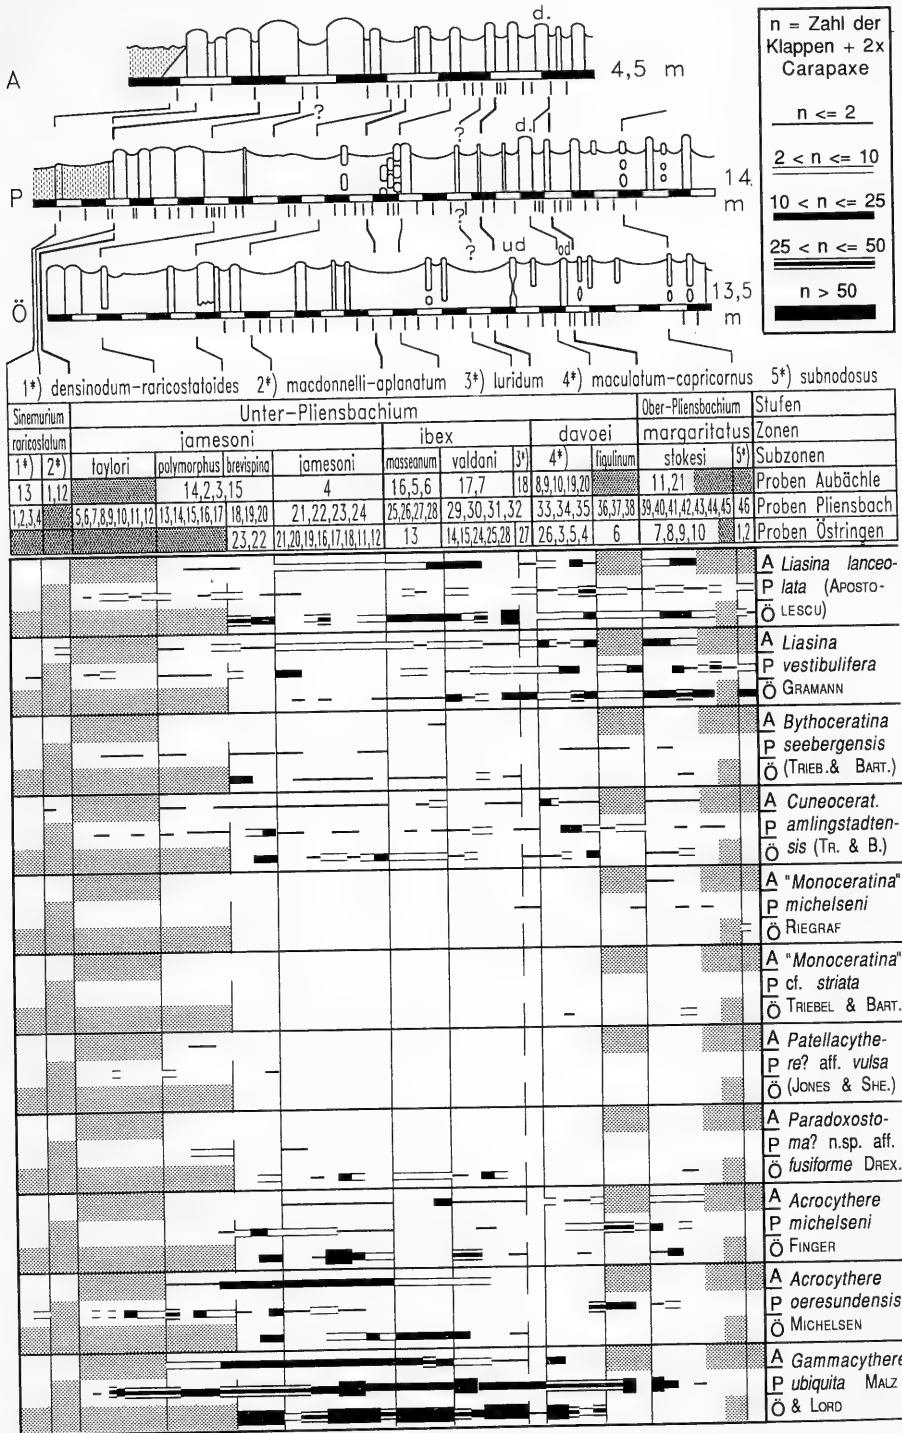 n = Zahl der
Klappen + 2x
Carapaxe
n <= 2
2 < n <= 10
10 < n <= 25
25 < n <= 50
n > 50
d.
A
4,5 m
?
? d.
P
14
m
?
? ud od
Ö
13,5
m
1*) densinodum-raricostatoides 2*) macdonnelli-aplanatum 3*) luridum 4*) maculatum-capricornus 5*) subnodosus
Sinemurium Unter-Pliensbachium Ober-Pliensbachium Stufen
raricostatum jamesoni ibex davoei margaritatus Zonen
1*) 2*) taylori polymorphus brevispina jamesoni masseanum valdani 3*) 4*) figulinum stokesi 5*) Subzonen
13 1,12 14,2,3,15 4 16,5,6 17,7 18 8,9,10,19,20 11,21 Proben Aubächle
1,2,3,4 5,6,7,8,9,10,11,12 13,14,15,16,17 18,19,20 21,22,23,24 25,26,27,28 29,30,31,32 33,34,35 36,37,38 39,40,41,42,43,44,45 46 Proben Pliensbach
23,22 21,20,19,16,17,18,11,12 13 14,15,24,25,28 27 26,3,5,4 6 7,8,9,10 1,2 Proben Östringen
A Liasina lanceo-
P lata (APOSTO-
Ö LESCU)
A Liasina
P vestibulifera
Ö GRAMANN
A Bythoceratina
P seebergensis
Ö (TRIEB.& BART.)
A Cuneocerat.
P amlingstadten-
Ö sis (TR. & B.)
A "Monoceratina"
P michelseni
Ö RIEGRAF
A "Monoceratina"
P cf. striata
Ö TRIEBEL & BART.
A Patellacythe-
P re? aff. vulsa
Ö (JONES & SHE.)
A Paradoxosto-
P ma? n.sp. aff.
Ö fusiforme DREX.
A Acrocythere
P michelseni
Ö FINGER
A Acrocythere
P oeresundensis
Ö MICHELSEN
A Gammacythere
P ubiquita MALZ
Ö & LORD